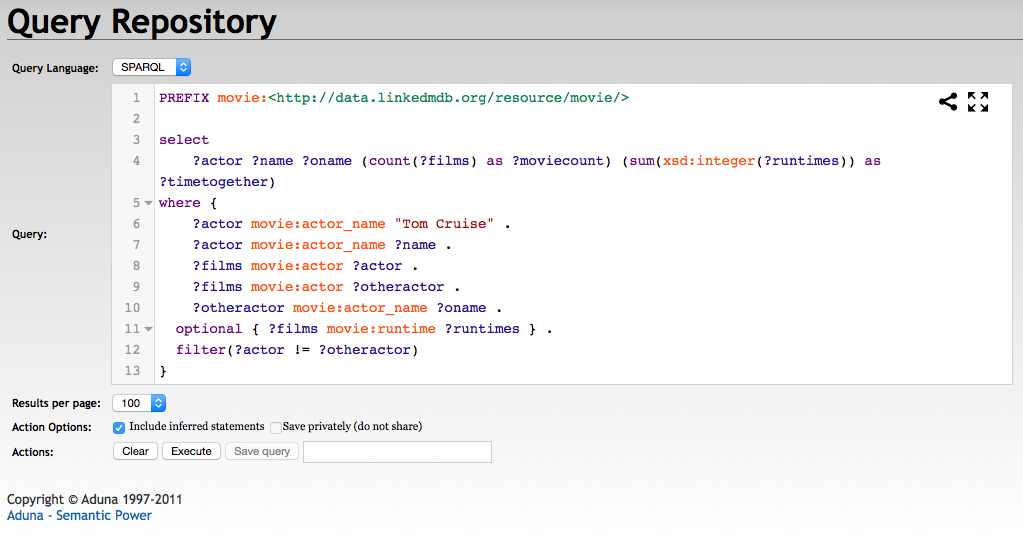 Query Repository
Query Language: SPARQL
1 PREFIX movie:<http://data.linkedmdb.org/resource/movie/>
2
3 select
4 ?actor ?name ?oname (count(?films) as ?moviecount) (sum(xsd:integer(?runtimes)) as
?timetogether)
5 where {
6 ?actor movie:actor_name "Tom Cruise" .
7 ?actor movie:actor_name ?name .
Query:
8 ?films movie:actor ?actor .
9 ?films movie:actor ?otheractor .
10 ?otheractor movie:actor_name ?oname .
11 optional { ?films movie:runtime ?runtimes } .
12 filter(?actor != ?otheractor)
13 }
Results per page: 100
Action Options: Include inferred statements Save privately (do not share)
Actions: Clear Execute Save query
Copyright © Aduna 1997-2011
Aduna - Semantic Power